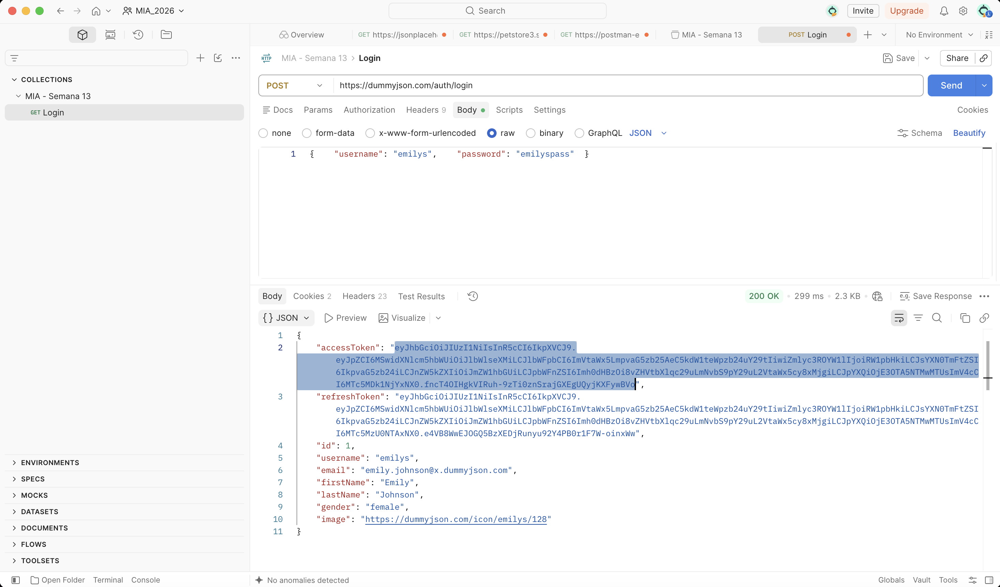 MIA_2026
Search
Invite
Upgrade
L
Overview
GET https://jsonplaceh
GET https://petstore3.s
GET https://postman-e
MIA - Semana 13
POST Login
No Environment
HTTP MIA - Semana 13 > Login
Save
Share
COLLECTIONS
MIA - Semana 13
GET Login
POST
https://dummyjson.com/auth/login
Send
Docs Params Authorization Headers 9 Body Scripts Settings
Cookies
none form-data x-www-form-urlencoded raw binary GraphQL JSON
Schema Beautify
1 { "username": "emilys", "password": "emilyspass" }
Body Cookies 2 Headers 23 Test Results
200 OK • 299 ms • 2.3 KB • e.g. Save Response
{} JSON Preview Visualize
1 {
2 "accessToken": "eyJhbGciOiJIUzI1NiIsInR5cCI6IkpXVCJ9.
eyJpZCI6MSwidXNlcm5hbWUiOiJlbWlseXMiLCJlbWFpbCI6ImVtaWx5LmpvaG5zb25AeC5kdW1teWpzb24uY29tIiwiZmlyc3ROYW1lIjoiRW1pbHkiLCJsYXN0TmFtZSI
6IkpvaG5zb24iLCJnZW5kZXIiOiJmZW1hbGUiLCJpbWFnZSI6Imh0dHBzOi8vZHVtbXlqc29uLmNvbS9pY29uL2VtaWx5cy8xMjgiLCJpYXQiOjE3OTA5NTMwMTUsImV4cC
I6MTc5MDk1NjYxNX0.fncT4OIHgkVIRuh-9zTi0znSrajGXEgUQyjKXFywBVo",
3 "refreshToken": "eyJhbGciOiJIUzI1NiIsInR5cCI6IkpXVCJ9.
eyJpZCI6MSwidXNlcm5hbWUiOiJlbWlseXMiLCJlbWFpbCI6ImVtaWx5LmpvaG5zb25AeC5kdW1teWpzb24uY29tIiwiZmlyc3ROYW1lIjoiRW1pbHkiLCJsYXN0TmFtZSI
6IkpvaG5zb24iLCJnZW5kZXIiOiJmZW1hbGUiLCJpbWFnZSI6Imh0dHBzOi8vZHVtbXlqc29uLmNvbS9pY29uL2VtaWx5cy8xMjgiLCJpYXQiOjE3OTA5NTMwMTUsImV4cC
I6MTc5MzU0NTAxNX0.e4VB8WwEJOGQ5BzXEDjRunyu92Y4PB0r1F7W-oinxWw",
4 "id": 1,
5 "username": "emilys",
6 "email": "emily.johnson@x.dummyjson.com",
7 "firstName": "Emily",
8 "lastName": "Johnson",
9 "gender": "female",
10 "image": "https://dummyjson.com/icon/emilys/128"
11 }
ENVIRONMENTS
SPECS
MOCKS
DATASETS
DOCUMENTS
FLOWS
TOOLSETS
Open Folder Terminal Console
No anomalies detected
Globals Vault Tools